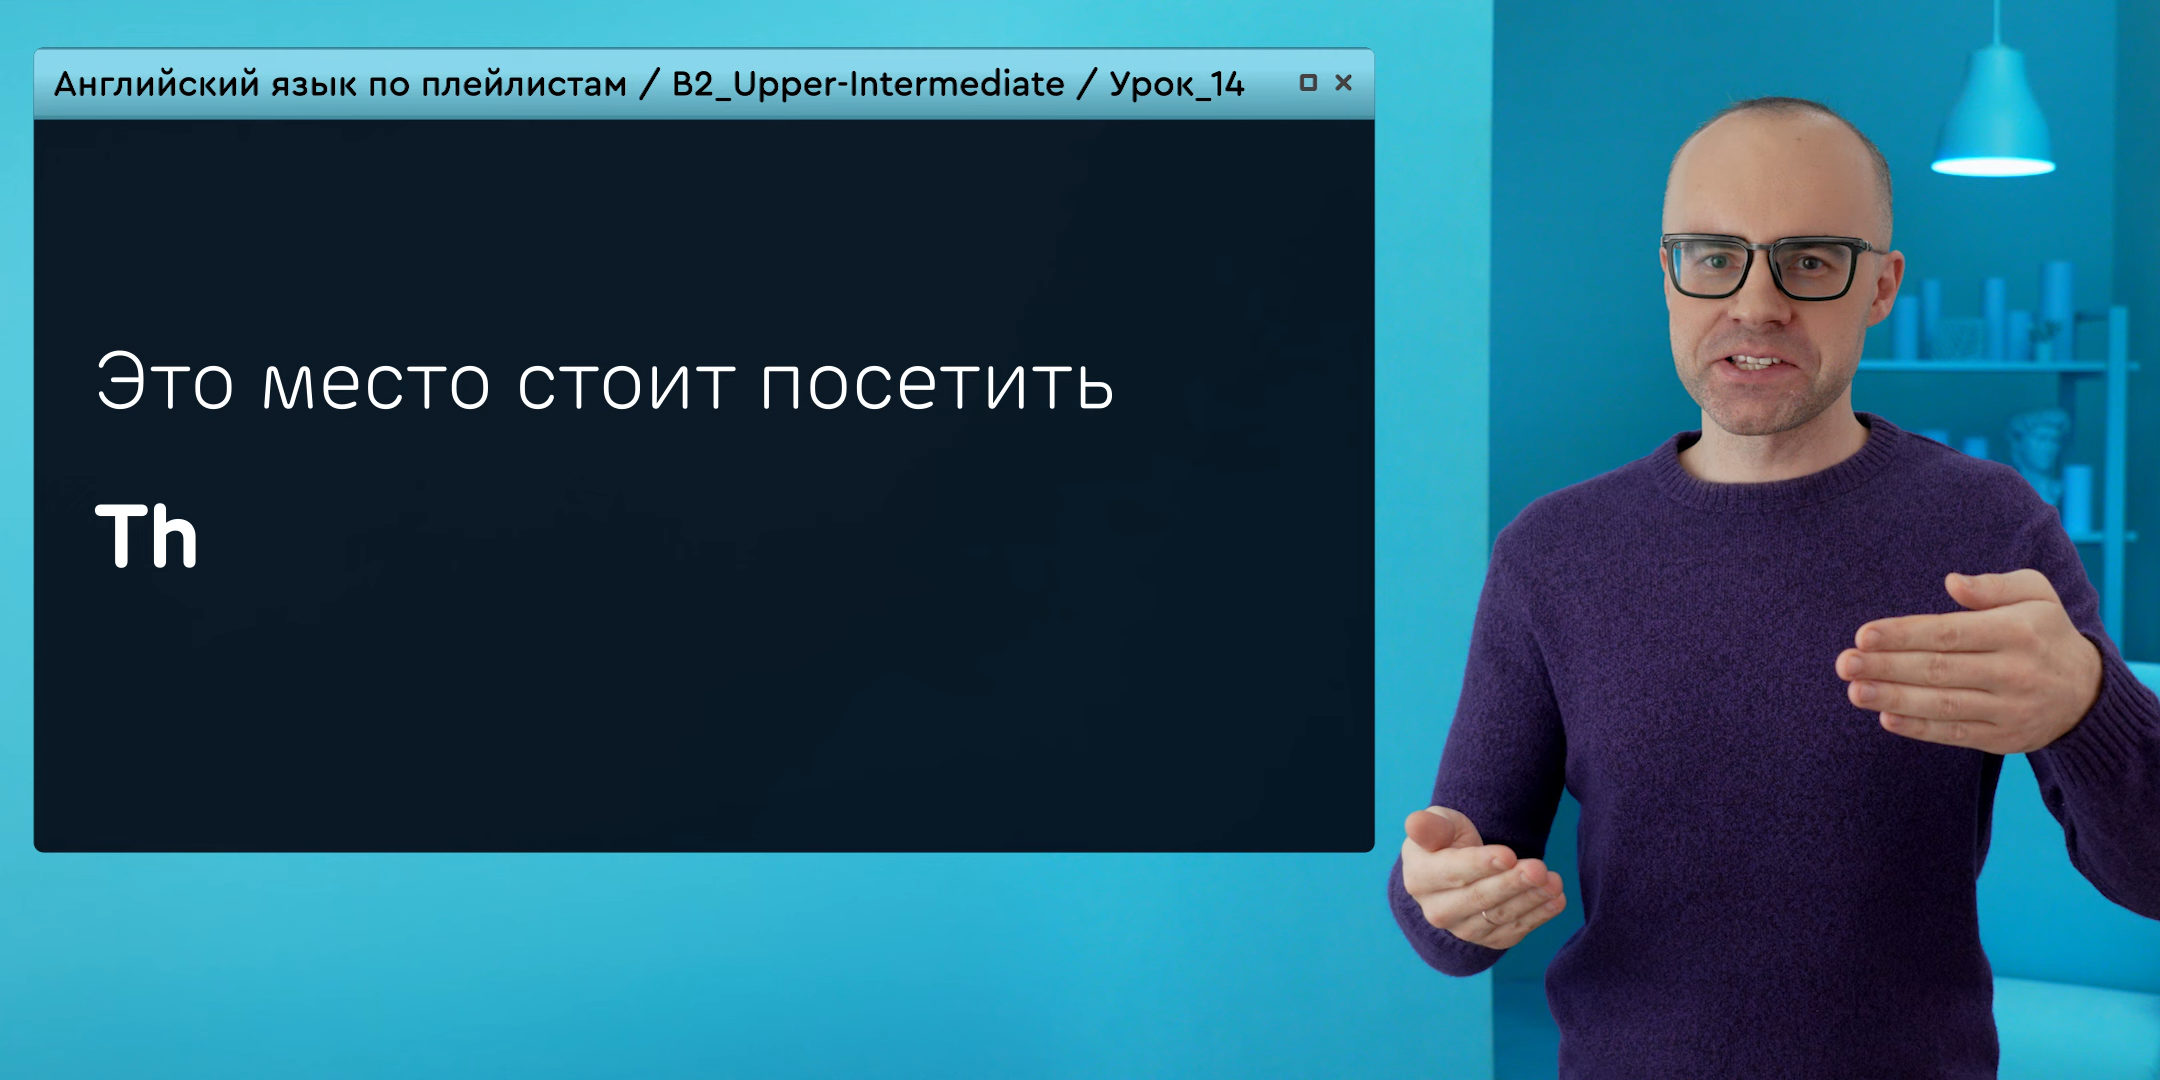 Английский язык по плейлистам / B2_Upper-Intermediate / Урок_14
Это место стоит посетить
Th